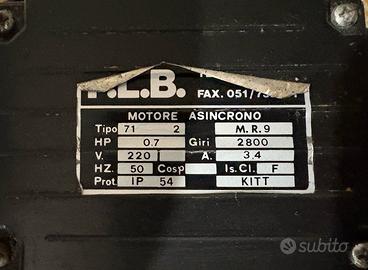 .L.B.
FAX. 051/7
MOTORE ASINCRONO
Tipo 71 2 M.R.9
HP 0.7 Giri 2800
V. 220 A. 3.4
HZ. 50 Cosφ Is.Cl. F
Prot. IP 54 KITT
subito